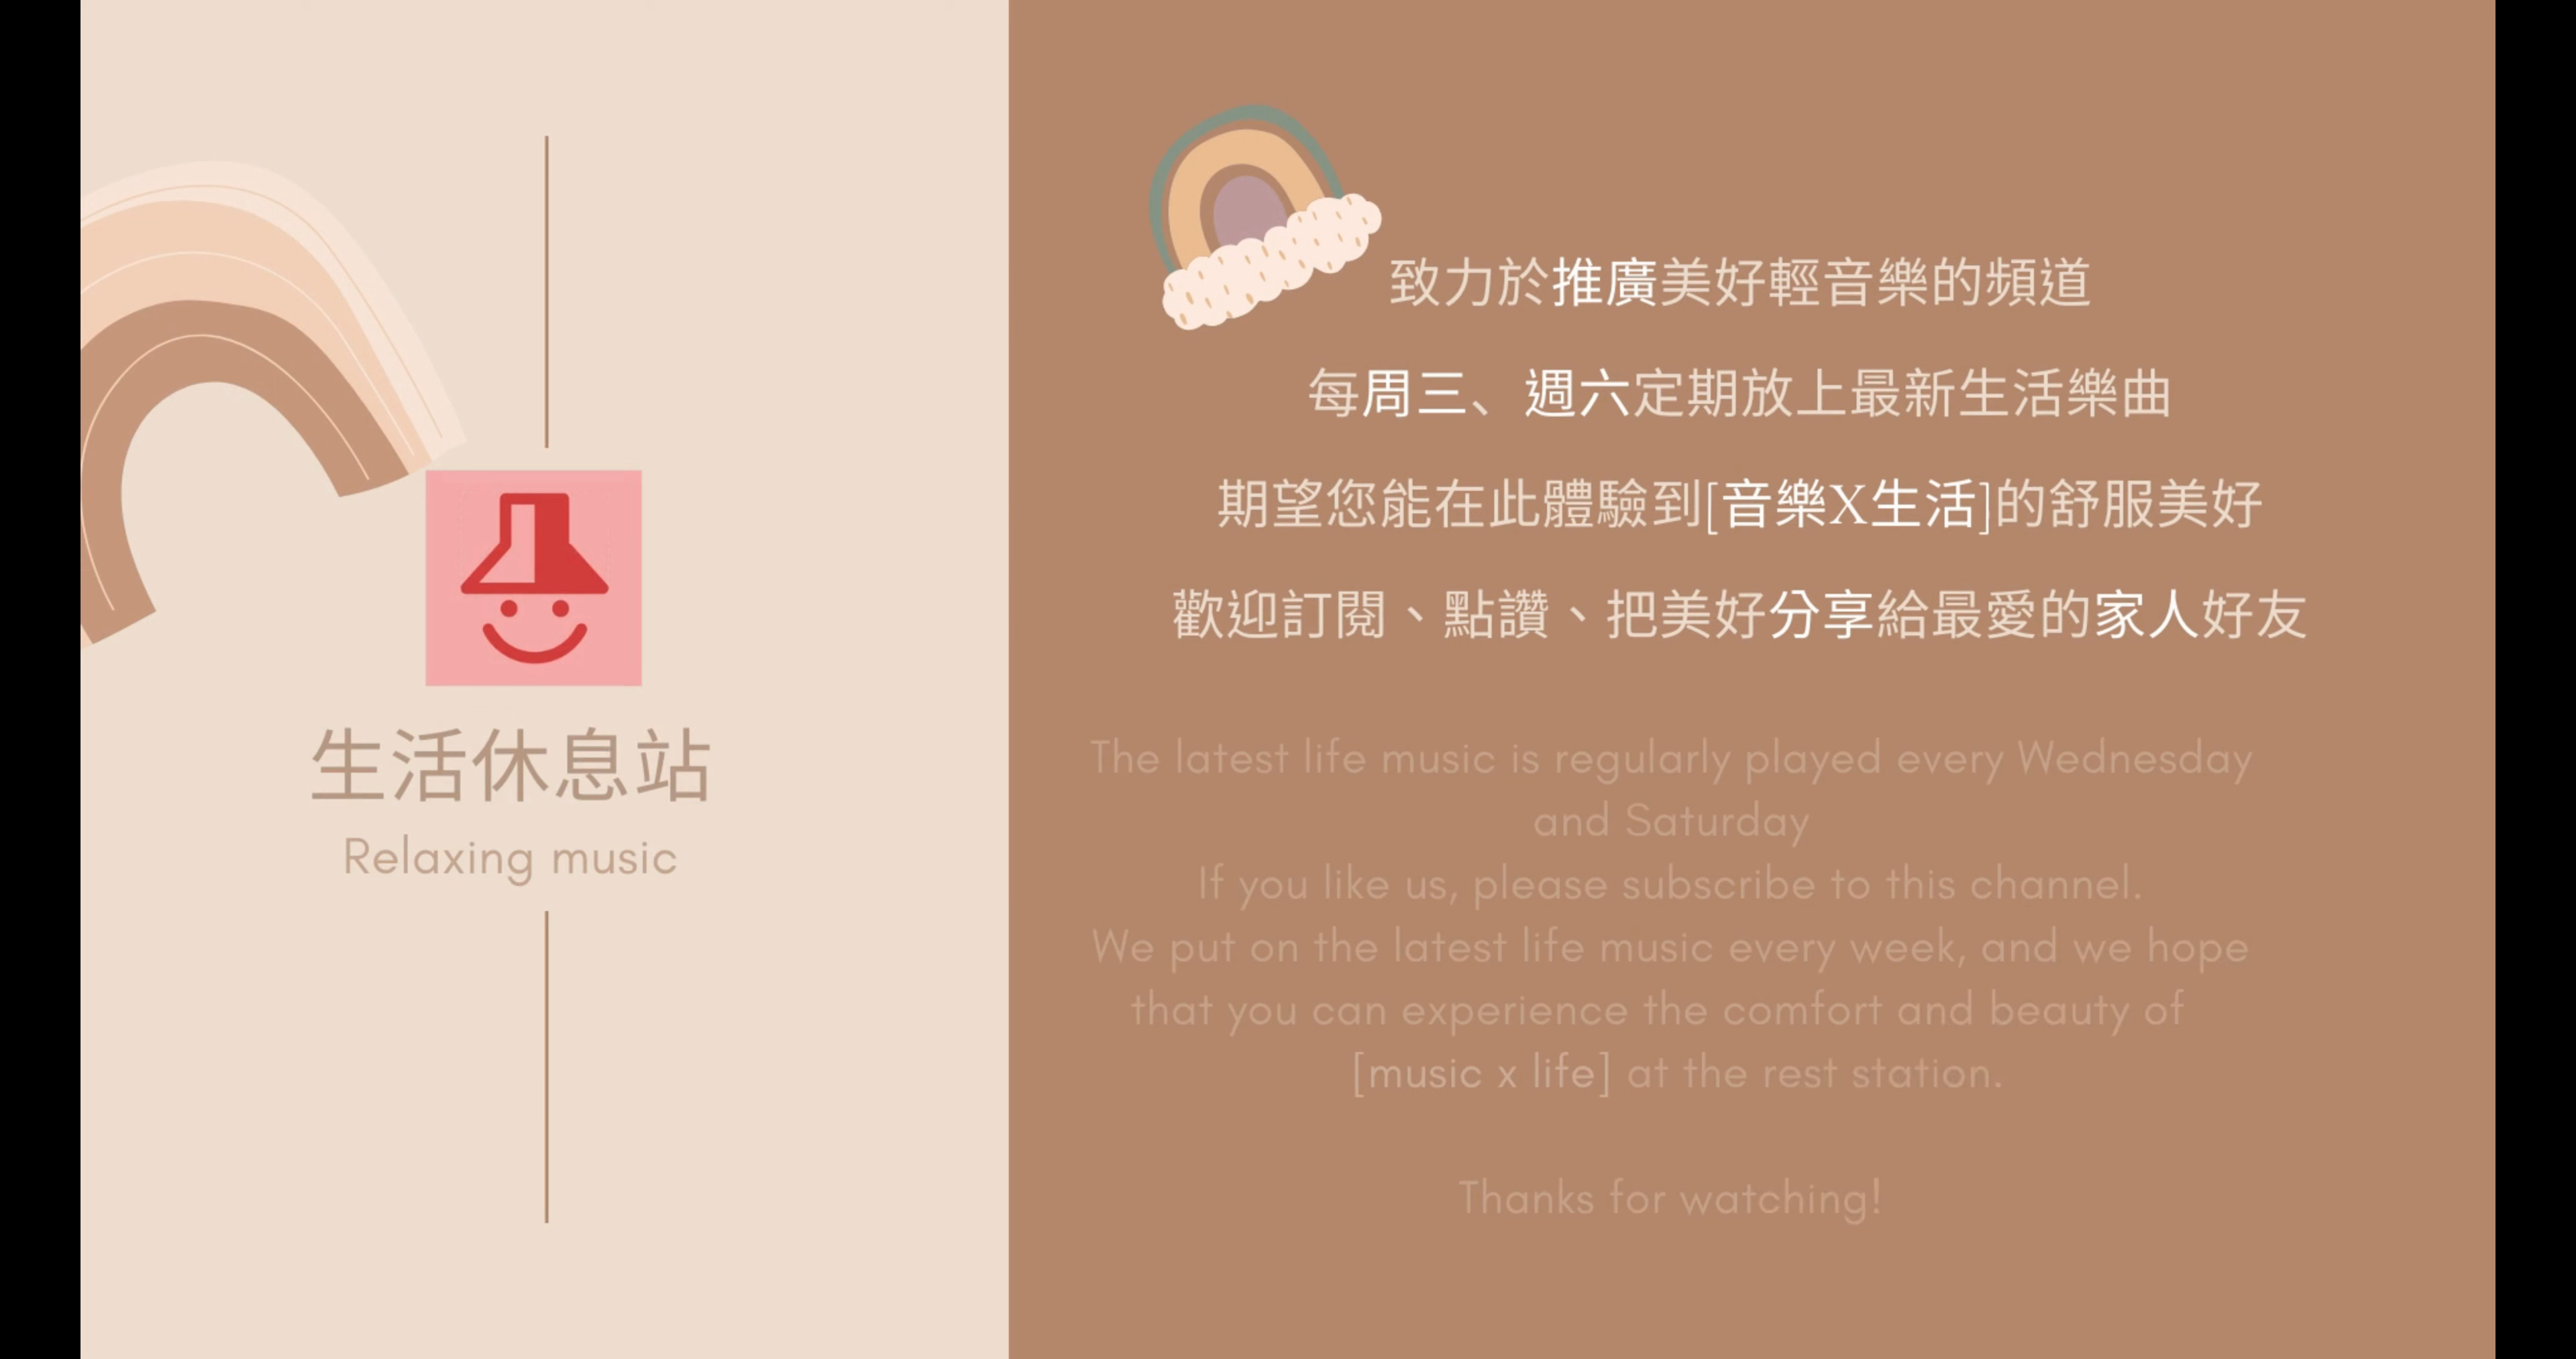 生活休息站
Relaxing music
致力於推廣美好輕音樂的頻道
每周三、週六定期放上最新生活樂曲
期望您能在此體驗到[音樂X生活]的舒服美好
歡迎訂閱、點讚、把美好分享給最愛的家人好友
The latest life music is regularly played every Wednesday
and Saturday
If you like us, please subscribe to this channel.
We put on the latest life music every week, and we hope
that you can experience the comfort and beauty of
[music x life] at the rest station.
Thanks for watching!